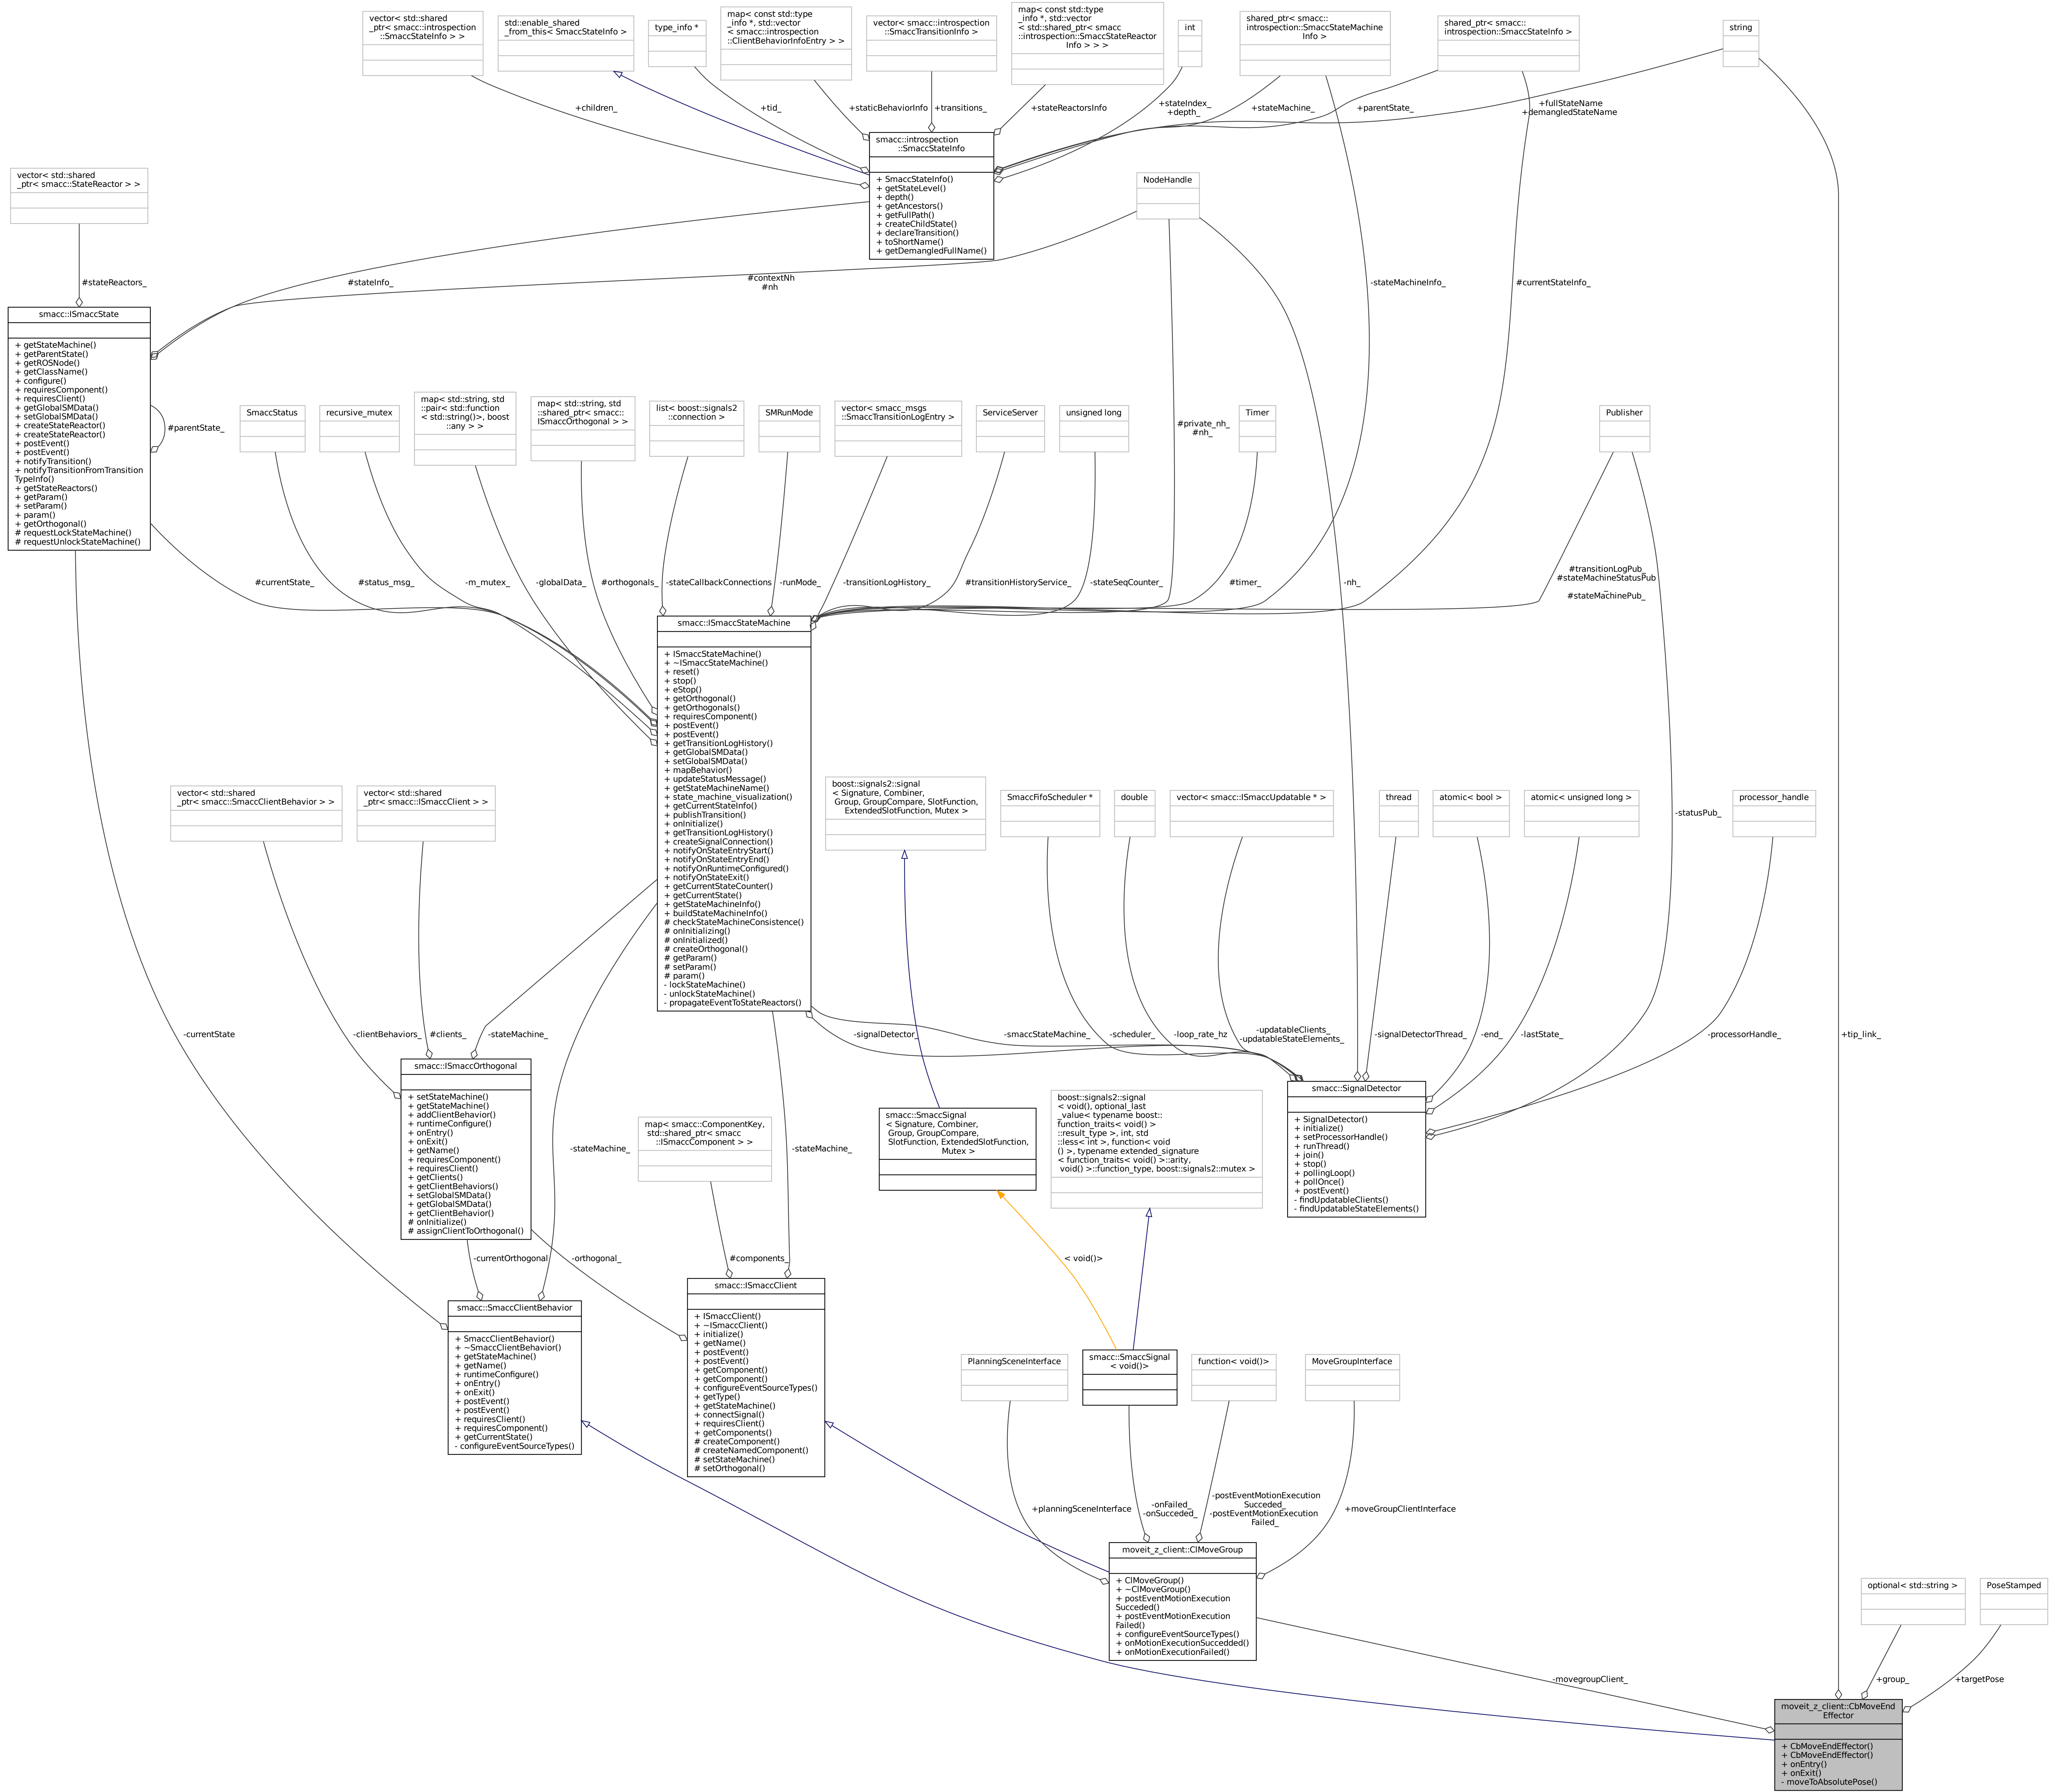 vector< std::shared
_ptr< smacc::introspection
::SmaccStateInfo > >
std::enable_shared
_from_this< SmaccStateInfo >
type_info *
map< const std::type
_info *, std::vector
< smacc::introspection
::ClientBehaviorInfoEntry > >
vector< smacc::introspection
::SmaccTransitionInfo >
map< const std::type
_info *, std::vector
< std::shared_ptr< smacc
::introspection::SmaccStateReactor
Info > > >
int
shared_ptr< smacc::
introspection::SmaccStateMachine
Info >
shared_ptr< smacc::
introspection::SmaccStateInfo >
string
+children_
+tid_
+staticBehaviorInfo
+transitions_
+stateReactorsInfo
+stateIndex_
+depth_
+stateMachine_
+parentState_
+fullStateName
+demangledStateName
smacc::introspection
::SmaccStateInfo
+ SmaccStateInfo()
+ getStateLevel()
+ depth()
+ getAncestors()
+ getFullPath()
+ createChildState()
+ declareTransition()
+ toShortName()
+ getDemangledFullName()
vector< std::shared
_ptr< smacc::StateReactor > >
NodeHandle
#stateReactors_
#stateInfo_
#contextNh
#nh
-stateMachineInfo_
#currentStateInfo_
smacc::ISmaccState
+ getStateMachine()
+ getParentState()
+ getROSNode()
+ getClassName()
+ configure()
+ requiresComponent()
+ requiresClient()
+ getGlobalSMData()
+ setGlobalSMData()
+ createStateReactor()
+ createStateReactor()
+ postEvent()
+ postEvent()
+ notifyTransition()
+ notifyTransitionFromTransition
TypeInfo()
+ getStateReactors()
+ getParam()
+ setParam()
+ param()
+ getOrthogonal()
# requestLockStateMachine()
# requestUnlockStateMachine()
#parentState_
SmaccStatus
recursive_mutex
map< std::string, std
::pair< std::function
< std::string()>, boost
::any > >
map< std::string, std
::shared_ptr< smacc::
ISmaccOrthogonal > >
list< boost::signals2
::connection >
SMRunMode
vector< smacc_msgs
::SmaccTransitionLogEntry >
ServiceServer
unsigned long
#private_nh_
#nh_
Timer
Publisher
#currentState_
#status_msg_
-m_mutex_
-globalData_
#orthogonals_
-stateCallbackConnections
-runMode_
-transitionLogHistory_
#transitionHistoryService_
-stateSeqCounter_
#timer_
-nh_
#transitionLogPub_
#stateMachineStatusPub
_
#stateMachinePub_
smacc::ISmaccStateMachine
+ ISmaccStateMachine()
+ ~ISmaccStateMachine()
+ reset()
+ stop()
+ eStop()
+ getOrthogonal()
+ getOrthogonals()
+ requiresComponent()
+ postEvent()
+ postEvent()
+ getTransitionLogHistory()
+ getGlobalSMData()
+ setGlobalSMData()
+ mapBehavior()
+ updateStatusMessage()
+ getStateMachineName()
+ state_machine_visualization()
+ getCurrentStateInfo()
+ publishTransition()
+ onInitialize()
+ getTransitionLogHistory()
+ createSignalConnection()
+ notifyOnStateEntryStart()
+ notifyOnStateEntryEnd()
+ notifyOnRuntimeConfigured()
+ notifyOnStateExit()
+ getCurrentStateCounter()
+ getCurrentState()
+ getStateMachineInfo()
+ buildStateMachineInfo()
# checkStateMachineConsistence()
# onInitializing()
# onInitialized()
# createOrthogonal()
# getParam()
# setParam()
# param()
- lockStateMachine()
- unlockStateMachine()
- propagateEventToStateReactors()
vector< std::shared
_ptr< smacc::SmaccClientBehavior > >
vector< std::shared
_ptr< smacc::ISmaccClient > >
boost::signals2::signal
< Signature, Combiner,
Group, GroupCompare, SlotFunction,
ExtendedSlotFunction, Mutex >
SmaccFifoScheduler *
double
vector< smacc::ISmaccUpdatable * >
thread
atomic< bool >
atomic< unsigned long >
processor_handle
-statusPub_
-currentState
-clientBehaviors_
#clients_
-stateMachine_
-signalDetector_
-smaccStateMachine_
-scheduler_
-loop_rate_hz
-updatableClients_
-updatableStateElements_
-signalDetectorThread_
-end_
-lastState_
-processorHandle_
+tip_link_
smacc::ISmaccOrthogonal
+ setStateMachine()
+ getStateMachine()
+ addClientBehavior()
+ runtimeConfigure()
+ onEntry()
+ onExit()
+ getName()
+ requiresComponent()
+ requiresClient()
+ getClients()
+ getClientBehaviors()
+ setGlobalSMData()
+ getGlobalSMData()
+ getClientBehavior()
# onInitialize()
# assignClientToOrthogonal()
smacc::SignalDetector
+ SignalDetector()
+ initialize()
+ setProcessorHandle()
+ runThread()
+ join()
+ stop()
+ pollingLoop()
+ pollOnce()
+ postEvent()
- findUpdatableClients()
- findUpdatableStateElements()
-stateMachine_
map< smacc::ComponentKey,
std::shared_ptr< smacc
::ISmaccComponent > >
-stateMachine_
smacc::SmaccSignal
< Signature, Combiner,
Group, GroupCompare,
SlotFunction, ExtendedSlotFunction,
Mutex >
boost::signals2::signal
< void(), optional_last
_value< typename boost::
function_traits< void() >
::result_type >, int, std
::less< int >, function< void
() >, typename extended_signature
< function_traits< void() >::arity,
void() >::function_type, boost::signals2::mutex >
-currentOrthogonal
-orthogonal_
#components_
< void()>
smacc::SmaccClientBehavior
+ SmaccClientBehavior()
+ ~SmaccClientBehavior()
+ getStateMachine()
+ getName()
+ runtimeConfigure()
+ onEntry()
+ onExit()
+ postEvent()
+ postEvent()
+ requiresClient()
+ requiresComponent()
+ getCurrentState()
- configureEventSourceTypes()
smacc::ISmaccClient
+ ISmaccClient()
+ ~ISmaccClient()
+ initialize()
+ getName()
+ postEvent()
+ postEvent()
+ getComponent()
+ getComponent()
+ configureEventSourceTypes()
+ getType()
+ getStateMachine()
+ connectSignal()
+ requiresClient()
+ getComponents()
# createComponent()
# createNamedComponent()
# setStateMachine()
# setOrthogonal()
PlanningSceneInterface
smacc::SmaccSignal
< void()>
function< void()>
MoveGroupInterface
+planningSceneInterface
-onFailed_
-onSucceded_
-postEventMotionExecution
Succeded_
-postEventMotionExecution
Failed_
+moveGroupClientInterface
moveit_z_client::ClMoveGroup
+ ClMoveGroup()
+ ~ClMoveGroup()
+ postEventMotionExecution
Succeded()
+ postEventMotionExecution
Failed()
+ configureEventSourceTypes()
+ onMotionExecutionSuccedded()
+ onMotionExecutionFailed()
optional< std::string >
PoseStamped
-movegroupClient_
+group_
+targetPose
moveit_z_client::CbMoveEnd
Effector
+ CbMoveEndEffector()
+ CbMoveEndEffector()
+ onEntry()
+ onExit()
- moveToAbsolutePose()